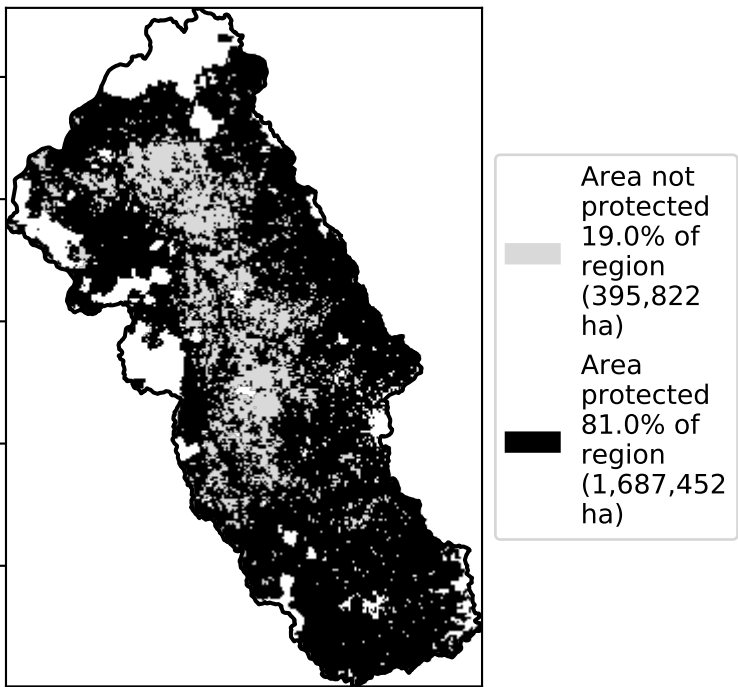 Area not
protected
19.0% of
region
(395,822
ha)
Area
protected
81.0% of
region
(1,687,452
ha)